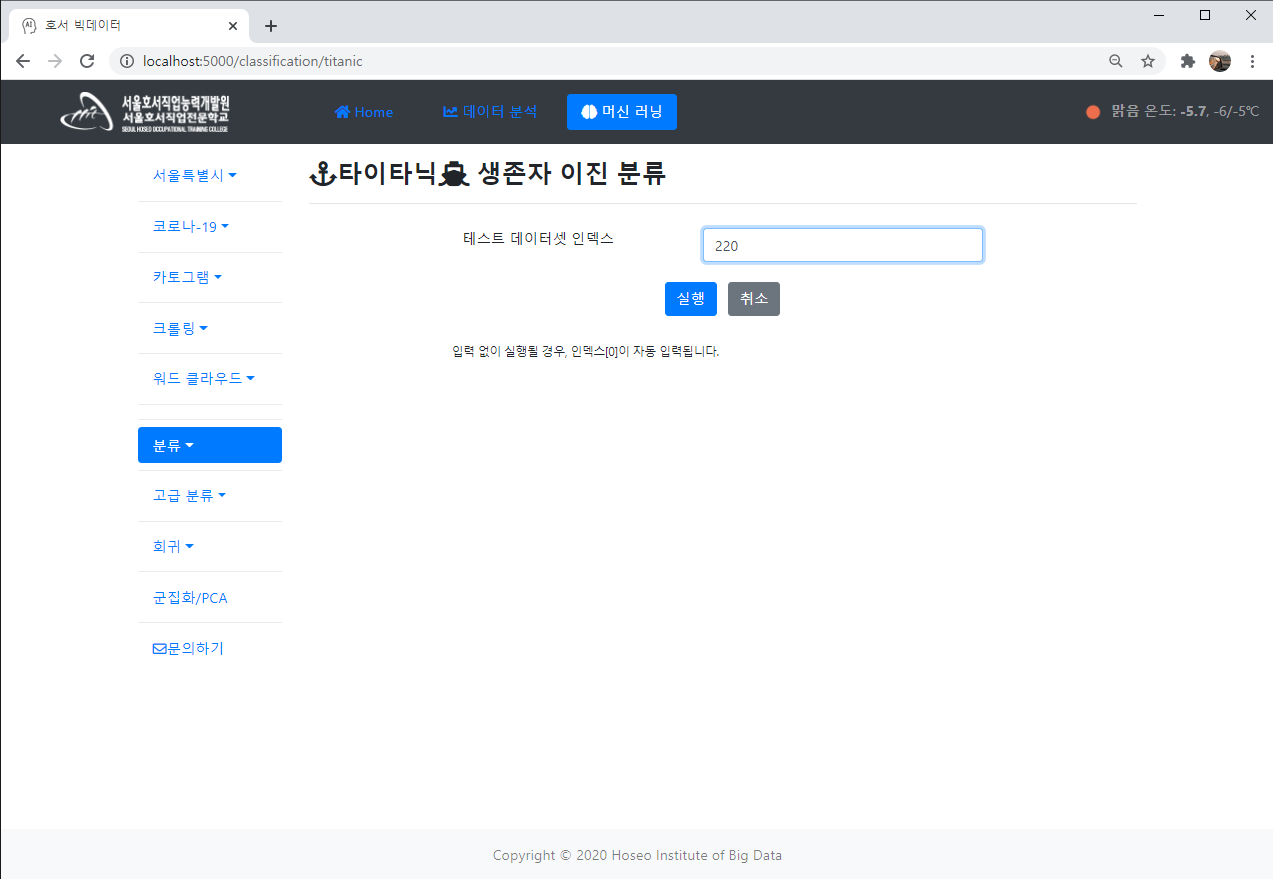 호서 빅데이터
localhost:5000/classification/titanic
서울호서직업능력개발원
서울호서직업전문학교
SEOUL HOSEO OCCUPATIONAL TRAINING COLLEGE
Home
데이터 분석
머신 러닝
맑음 온도: -5.7, -6/-5℃
서울특별시
코로나-19
카토그램
크롤링
워드 클라우드
분류
고급 분류
회귀
군집화/PCA
문의하기
타이타닉 생존자 이진 분류
테스트 데이터셋 인덱스
220
실행 취소
입력 없이 실행될 경우, 인덱스[0]이 자동 입력됩니다.
Copyright © 2020 Hoseo Institute of Big Data